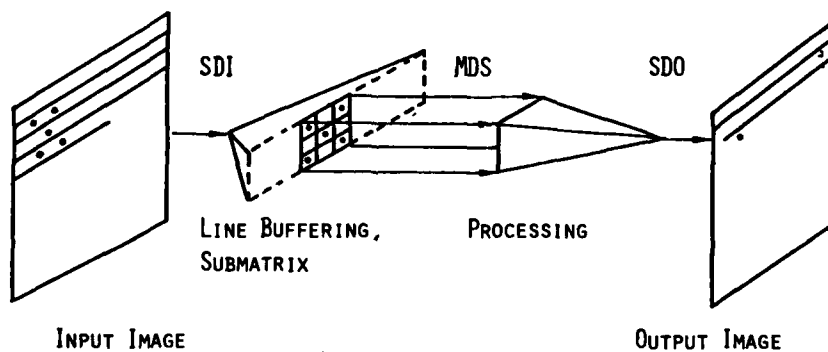 SDI
MDS
SDO
LINE BUFFERING,
SUBMATRIX
PROCESSING
INPUT IMAGE
OUTPUT IMAGE